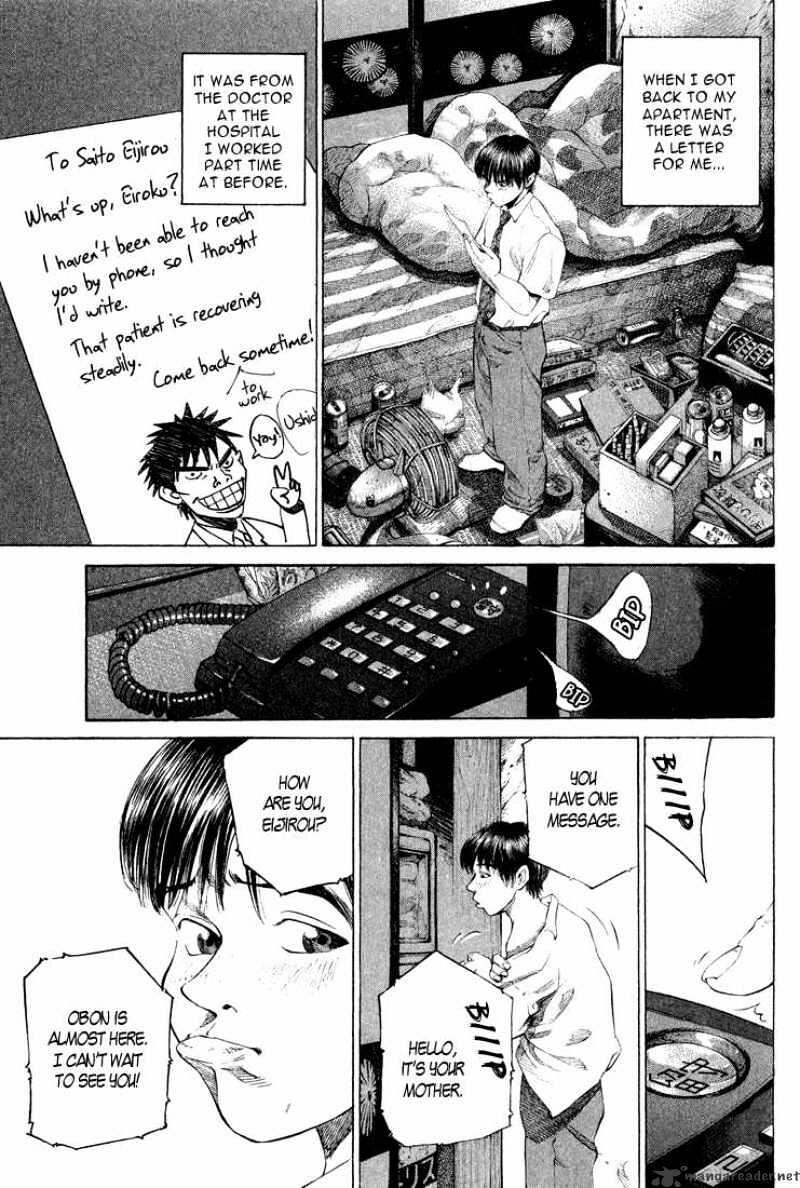 WHEN I GOT
BACK TO MY
APARTMENT,
THERE WAS
A LETTER
FOR ME...
IT WAS FROM
THE DOCTOR
AT THE
HOSPITAL
I WORKED
PART TIME
AT BEFORE.
To Saito Eijirou
What's up, Eiroku?
I haven't been able to reach
you by phone, so I thought
I'd write.
That patient is recovering
steadily.
Come back sometime!
to
work
Yay!
BIP
BIP
BIIIP
YOU
HAVE ONE
MESSAGE.
BIIIP
HELLO,
IT'S YOUR
MOTHER.
HOW
ARE YOU,
EIJIROU?
OBON IS
ALMOST HERE.
I CAN'T WAIT
TO SEE YOU!
リス
mangareader.net